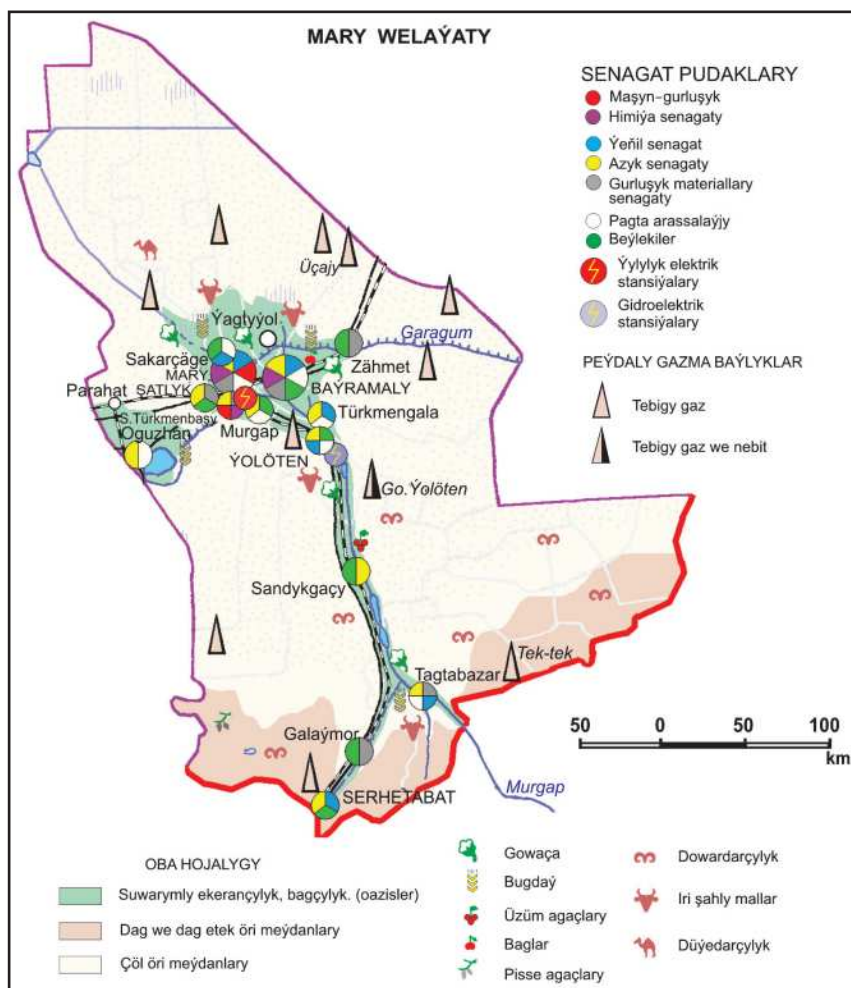 MARY WELAÝATY
SENAGAT PUDAKLARY
Maşyn-gurluşyk
Himiýa senagaty
Ýeňil senagat
Azyk senagaty
Gurluşyk materiallary
senagaty
Pagta arassalaýjy
Beýlekiler
Ýylylyk elektrik
stansiýalary
Gidroelektrik
stansiýalary
PEÝDALY GAZMA BAÝLYKLAR
Tebigy gaz
Tebigy gaz we nebit
Üçajy
Ýagtyýol
Garagum
Sakarçäge
Zähmet
MARY
BAÝRAMALY
Parahat
ŞATLYK
S.Türkmenbaşy
Türkmengala
Oguzhan
Murgap
ÝOLÖTEN
Go.Ýolöten
Sandykgaçy
Tek-tek
Tagtabazar
Galaýmor
Murgap
SERHETABAT
50 0 50 100
km
OBA HOJALYGY
Suwarymly ekerançylyk, bagçylyk. (oazisler)
Dag we dag etek öri meýdanlary
Çöl öri meýdanlary
Gowaça
Bugdaý
Üzüm agaçlary
Baglar
Pisse agaçlary
Dowardarçylyk
Iri şahly mallar
Düýedarçylyk